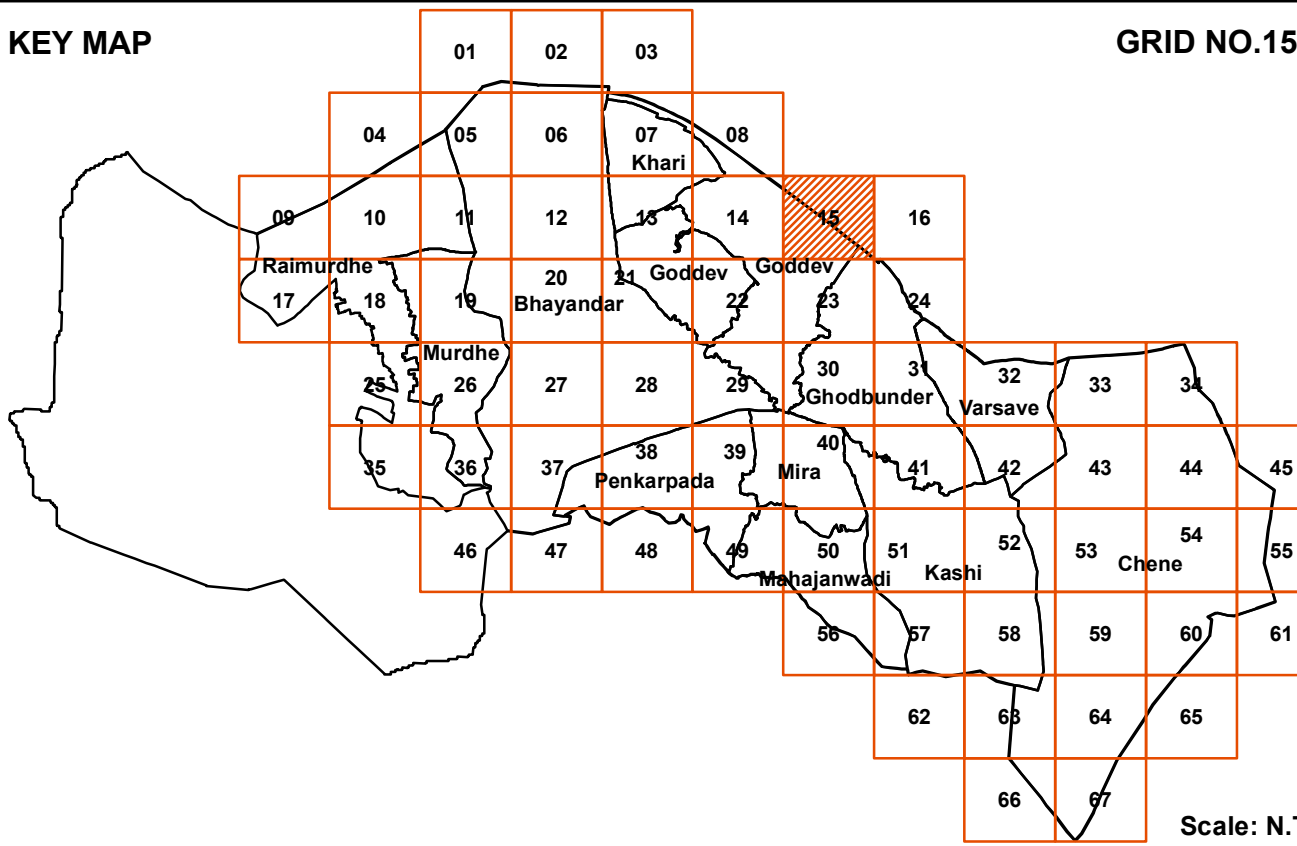 KEY MAP
GRID NO.15
01 02 03
04 05 06 07 08
Khari
09 10 11 12 13 14 15 16
Raimurdhe Goddev Goddev
17 18 19 20 21 22 23 24
Bhayandar
Murdhe
25 26 27 28 29 30 31 32 33 34
Ghodbunder Varsave
35 36 37 38 39 40 41 42 43 44 45
Penkarpada Mira
46 47 48 49 50 51 52 53 54 55
Mahajanwadi Kashi Chene
56 57 58 59 60 61
62 63 64 65
66 67
Scale: N.